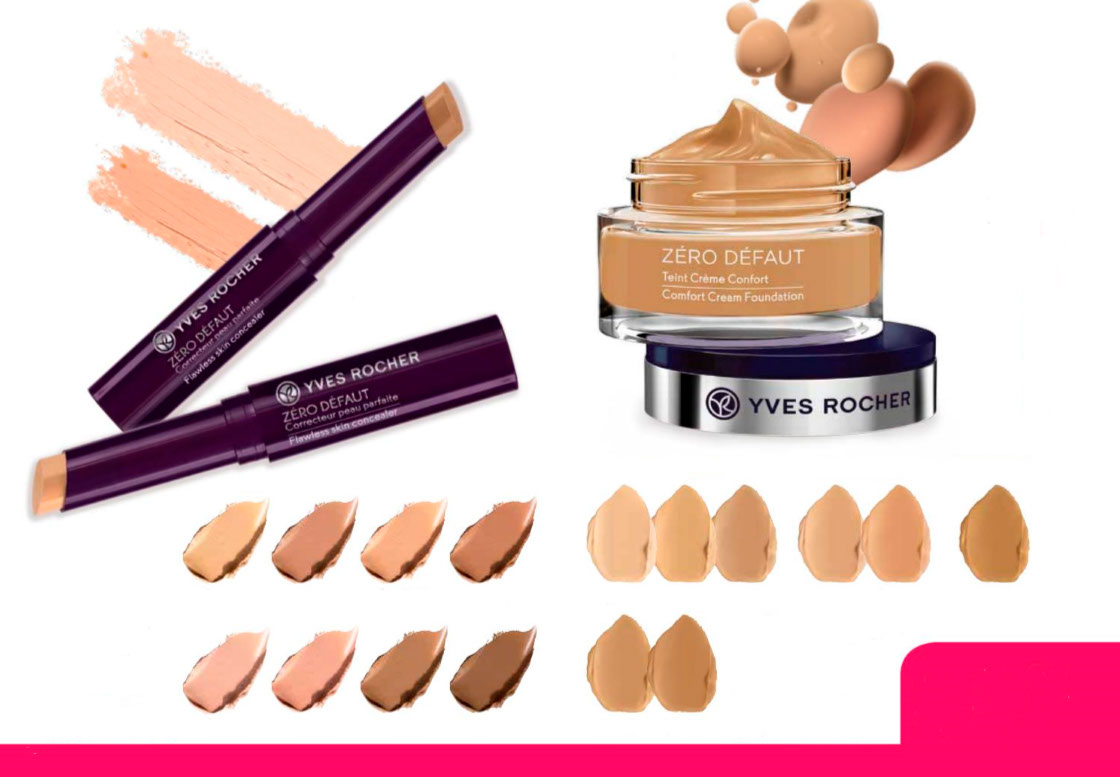 YVES ROCHER
ZÉRO DÉFAUT
Correcteur peau parfaite
Flawless skin concealer
YVES ROCHER
ZÉRO DÉFAUT
Correcteur peau parfaite
Flawless skin concealer
ZÉRO DÉFAUT
Teint Crème Confort
Comfort Cream Foundation
YVES ROCHER